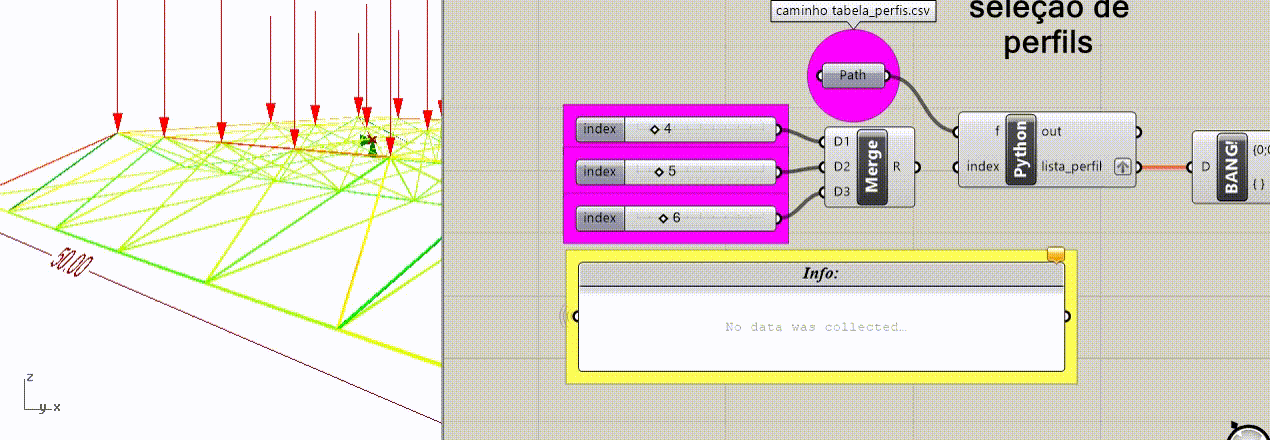 caminho tabela_perfis.csv
seleção de
perfils
Path
index 4
index 5
index 6
D1
D2
D3
Merge
R
f
index
Python
out
lista_perfil
D
BANG!
{0;0
{ }
Info:
No data was collected…
50.00
z
y x